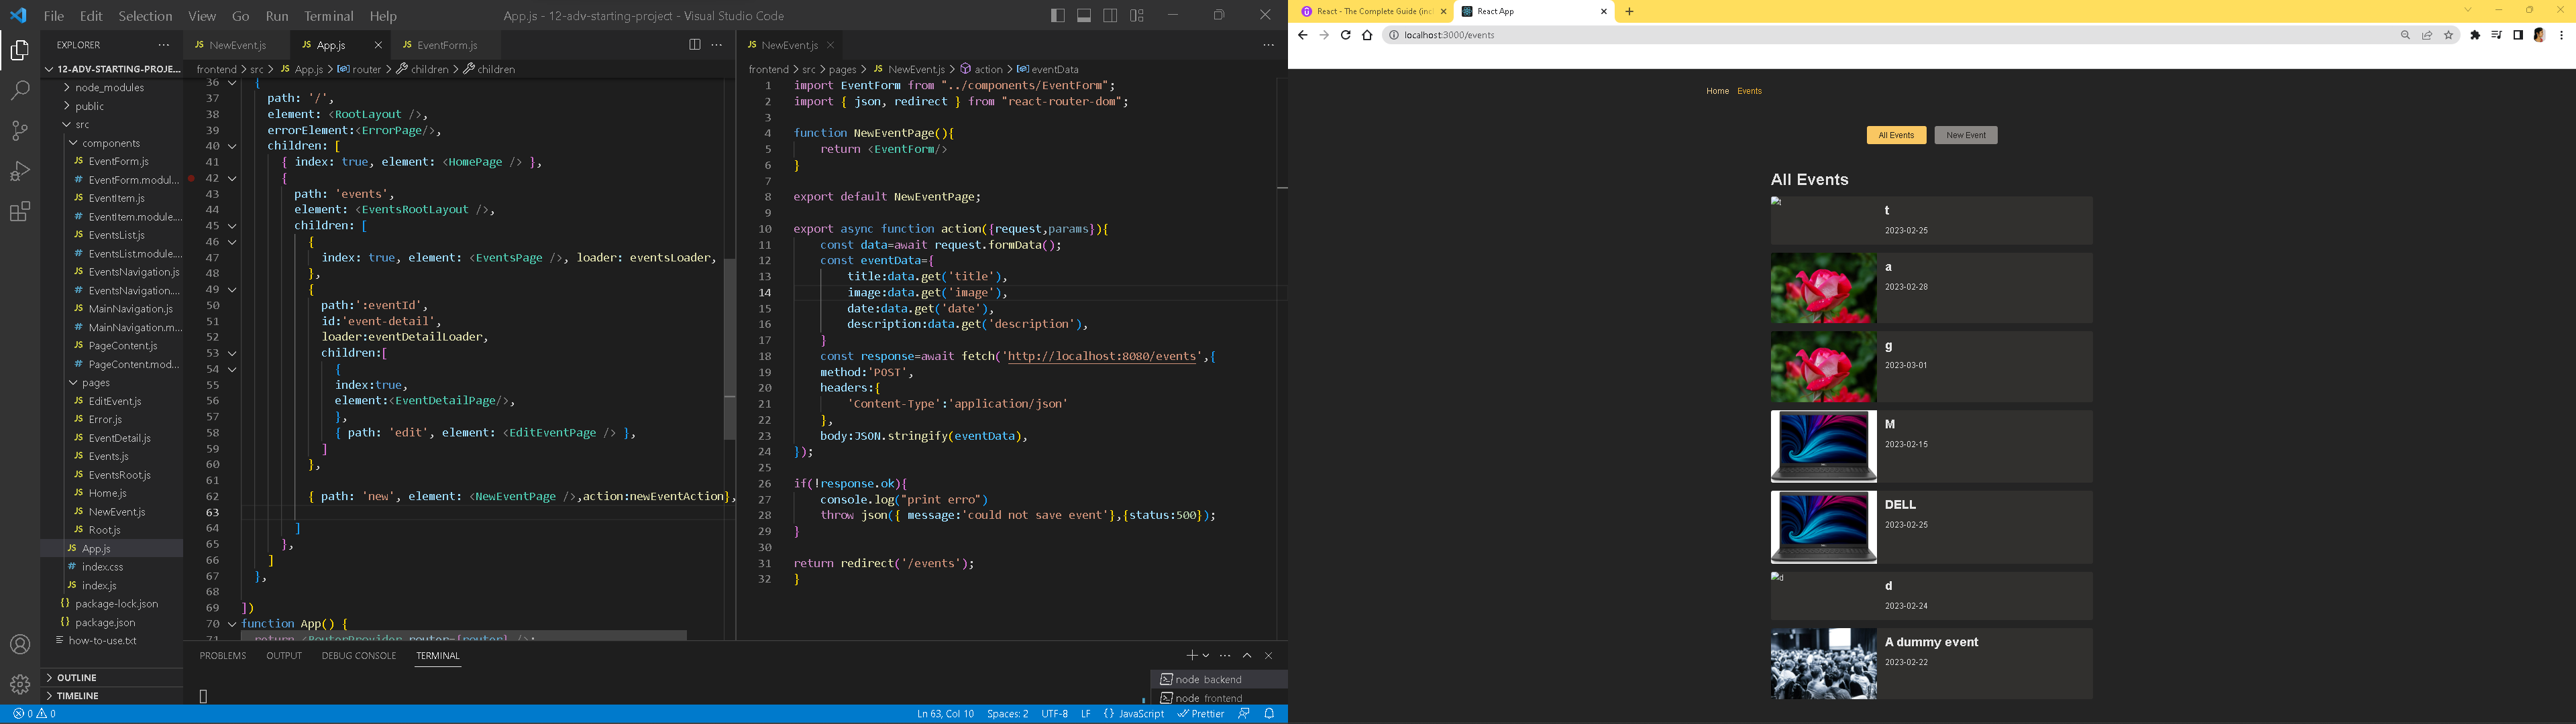 File Edit Selection View Go Run Terminal Help
App.js - 12-adv-starting-project - Visual Studio Code
EXPLORER
12-ADV-STARTING-PROJE...
node_modules
public
src
components
EventForm.js
EventForm.modul...
EventItem.js
EventItem.module....
EventsList.js
EventsList.module....
EventsNavigation.js
EventsNavigation....
MainNavigation.js
MainNavigation.m...
PageContent.js
PageContent.mod...
pages
EditEvent.js
Error.js
EventDetail.js
Events.js
EventsRoot.js
Home.js
NewEvent.js
Root.js
App.js
index.css
index.js
package-lock.json
package.json
how-to-use.txt
OUTLINE
TIMELINE
NewEvent.js App.js EventForm.js
frontend > src > App.js > router > children > children
36 {
37 path: '/',
38 element: <RootLayout />,
39 errorElement:<ErrorPage/>,
40 children: [
41 { index: true, element: <HomePage /> },
42 {
43 path: 'events',
44 element: <EventsRootLayout />,
45 children: [
46 {
47 index: true, element: <EventsPage />, loader: eventsLoader,
48 },
49 {
50 path:':eventId',
51 id:'event-detail',
52 loader:eventDetailLoader,
53 children:[
54 {
55 index:true,
56 element:<EventDetailPage/>,
57 },
58 { path: 'edit', element: <EditEventPage /> },
59 ]
60 },
61
62 { path: 'new', element: <NewEventPage />,action:newEventAction},
63
64 ]
65 },
66 ]
67 },
68
69 ])
70 function App() {
71 return <RouterProvider router={router} />;
NewEvent.js
frontend > src > pages > NewEvent.js > action > eventData
1 import EventForm from "../components/EventForm";
2 import { json, redirect } from "react-router-dom";
3
4 function NewEventPage(){
5 return <EventForm/>
6 }
7
8 export default NewEventPage;
9
10 export async function action({request,params}){
11 const data=await request.formData();
12 const eventData={
13 title:data.get('title'),
14 image:data.get('image'),
15 date:data.get('date'),
16 description:data.get('description'),
17 }
18 const response=await fetch('http://localhost:8080/events',{
19 method:'POST',
20 headers:{
21 'Content-Type':'application/json'
22 },
23 body:JSON.stringify(eventData),
24 });
25
26 if(!response.ok){
27 console.log("print erro")
28 throw json({ message:'could not save event'},{status:500});
29 }
30
31 return redirect('/events');
32 }
PROBLEMS OUTPUT DEBUG CONSOLE TERMINAL
node backend
node frontend
0 0
Ln 63, Col 10 Spaces: 2 UTF-8 LF {} JavaScript Prettier
React - The Complete Guide (incl
React App
localhost:3000/events
Home Events
All Events New Event
All Events
t
t
2023-02-25
a
2023-02-28
g
2023-03-01
M
2023-02-15
DELL
2023-02-25
d
d
2023-02-24
A dummy event
2023-02-22